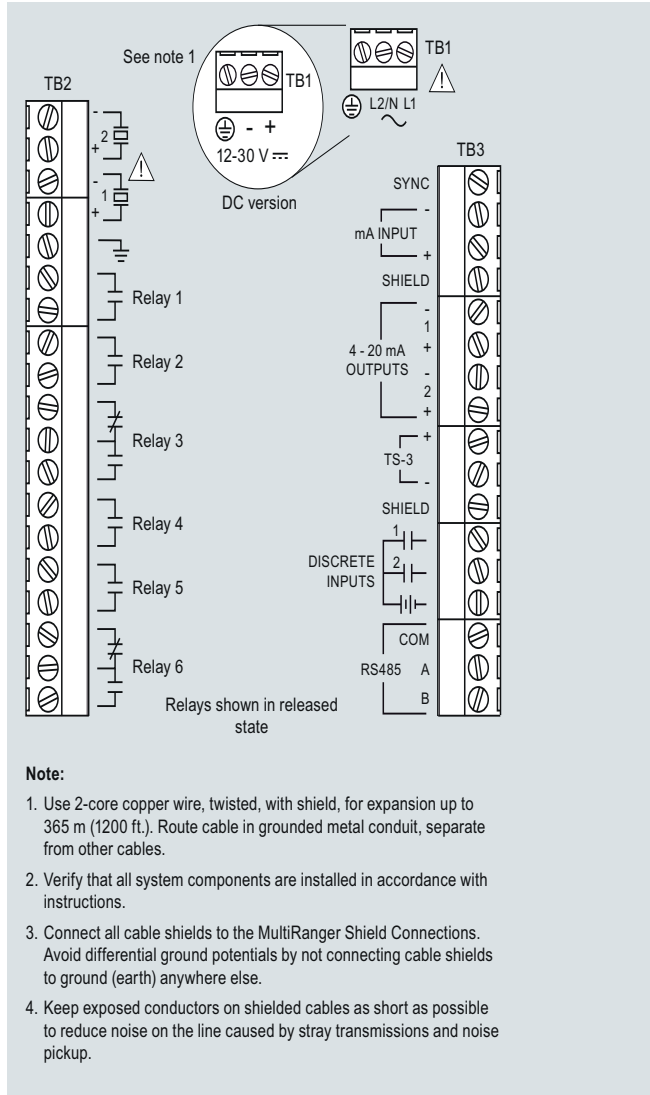 See note 1
TB1
- +
12-30 V
DC version
TB1
L2/N L1
TB2
-
2
+
-
1
+
Relay 1
Relay 2
Relay 3
Relay 4
Relay 5
Relay 6
Relays shown in released
state
TB3
SYNC
-
mA INPUT
+
SHIELD
-
1
+
4 - 20 mA
OUTPUTS
-
2
+
+
TS-3
-
SHIELD
1
DISCRETE
INPUTS
2
COM
RS485 A
B
Note:
1. Use 2-core copper wire, twisted, with shield, for expansion up to
365 m (1200 ft.). Route cable in grounded metal conduit, separate
from other cables.
2. Verify that all system components are installed in accordance with
instructions.
3. Connect all cable shields to the MultiRanger Shield Connections.
Avoid differential ground potentials by not connecting cable shields
to ground (earth) anywhere else.
4. Keep exposed conductors on shielded cables as short as possible
to reduce noise on the line caused by stray transmissions and noise
pickup.